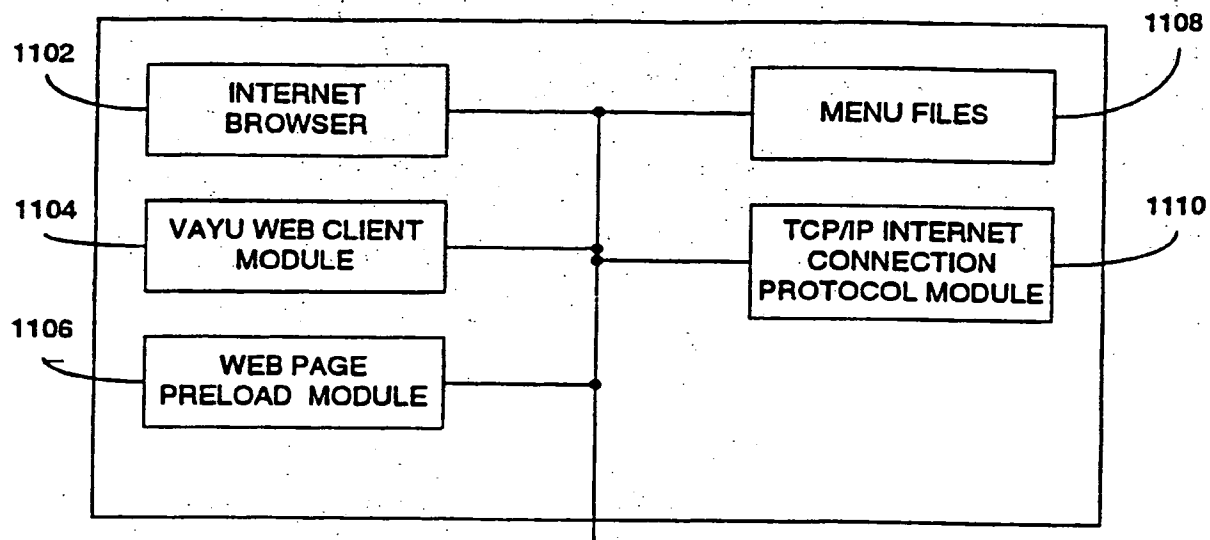 1102
INTERNET
BROWSER
1108
MENU FILES
1104
VAYU WEB CLIENT
MODULE
1110
TCP/IP INTERNET
CONNECTION
PROTOCOL MODULE
1106
WEB PAGE
PRELOAD MODULE